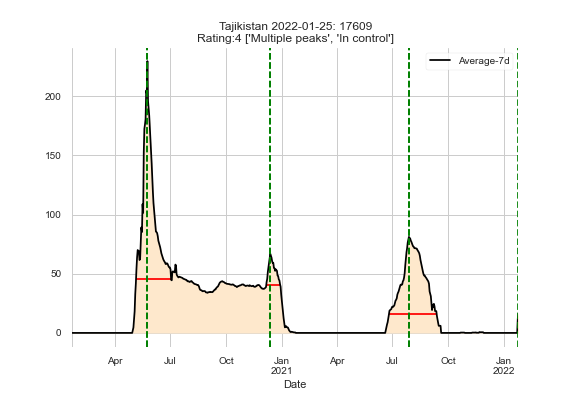 Tajikistan 2022-01-25: 17609
Rating:4 ['Multiple peaks', 'In control']
Average-7d
200
150
100
50
0
Apr Jul Oct Jan Apr Jul Oct Jan
2021 2022
Date